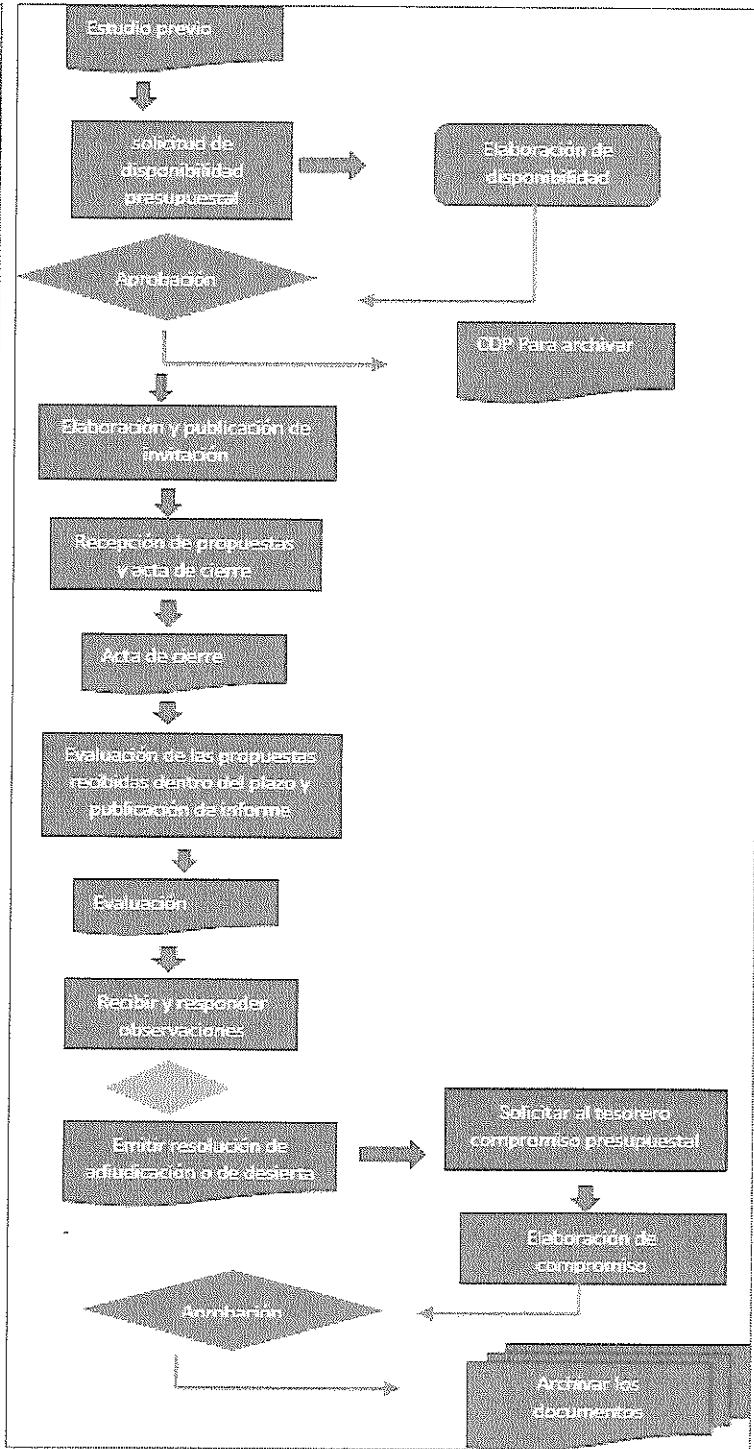 Estudio previo
solicitud de
disponibilidad
presupuestal
Elaboración de
disponibilidad
Aprobación
CDP Para archivar
Elaboración y publicación de
invitación
Recepción de propuestas
y acta de cierre
Acta de cierre
Evaluación de las propuestas
recibidas dentro del plazo y
publicación de informe
Evaluación
Recibir y responder
observaciones
Emitir resolución de
adjudicación o de desierta
Solicitar al tesorero
compromiso presupuestal
Elaboración de
compromiso
Aprobación
Archivar los
documentos